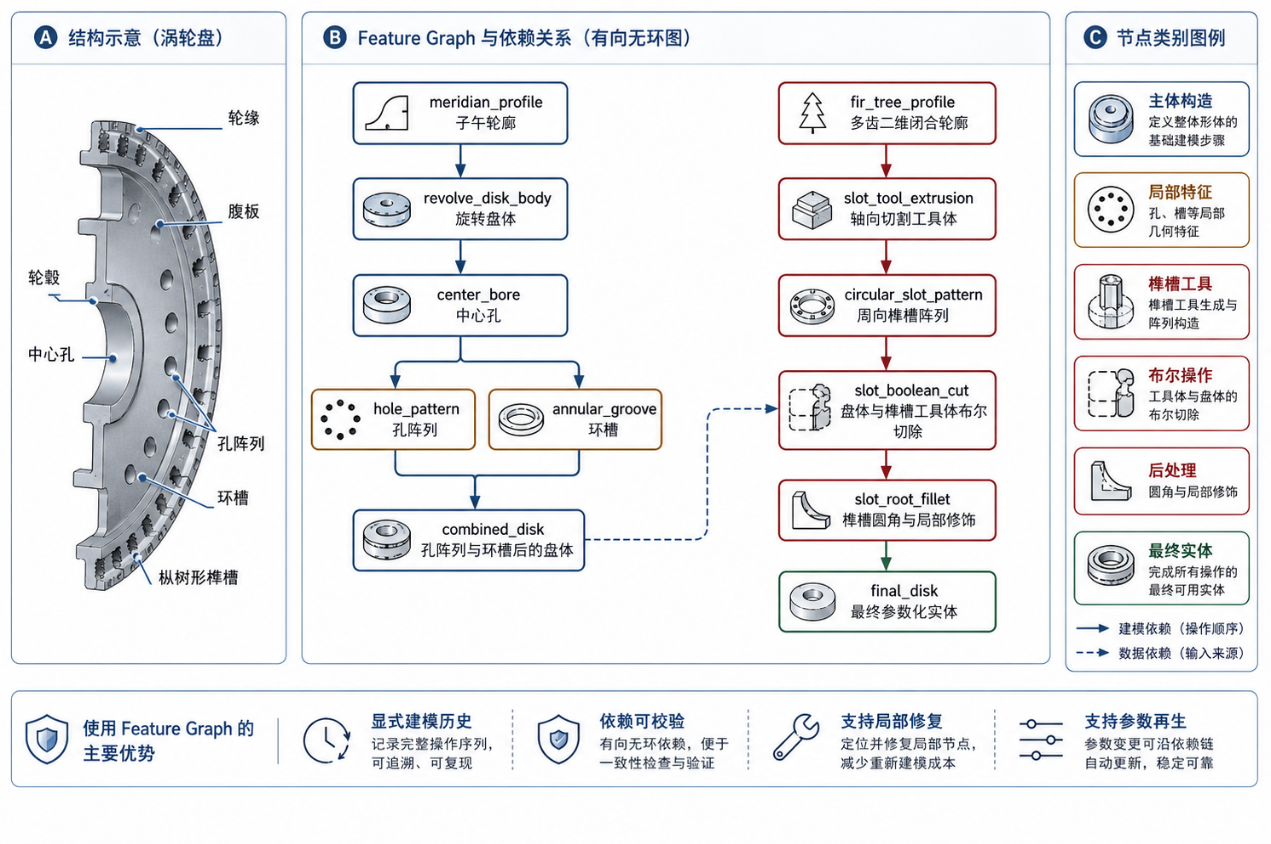 A 结构示意（涡轮盘）
轮缘
腹板
轮毂
中心孔
孔阵列
环槽
枞树形榫槽
B Feature Graph 与依赖关系（有向无环图）
meridian_profile
子午轮廓
revolve_disk_body
旋转盘体
center_bore
中心孔
hole_pattern
孔阵列
annular_groove
环槽
combined_disk
孔阵列与环槽后的盘体
fir_tree_profile
多齿二维闭合轮廓
slot_tool_extrusion
轴向切割工具体
circular_slot_pattern
周向榫槽阵列
slot_boolean_cut
盘体与榫槽工具体布尔
切除
slot_root_fillet
榫槽圆角与局部修饰
final_disk
最终参数化实体
C 节点类别图例
主体构造
定义整体形体的
基础建模步骤
局部特征
孔、槽等局部
几何特征
榫槽工具
榫槽工具生成与
阵列构造
布尔操作
工具体与盘体的
布尔切除
后处理
圆角与局部修饰
最终实体
完成所有操作的
最终可用实体
建模依赖（操作顺序）
数据依赖（输入来源）
使用 Feature Graph 的
主要优势
显式建模历史
记录完整操作序列，
可追溯、可复现
依赖可校验
有向无环依赖，便于
一致性检查与验证
支持局部修复
定位并修复局部节点，
减少重新建模成本
支持参数再生
参数变更可沿依赖链
自动更新，稳定可靠